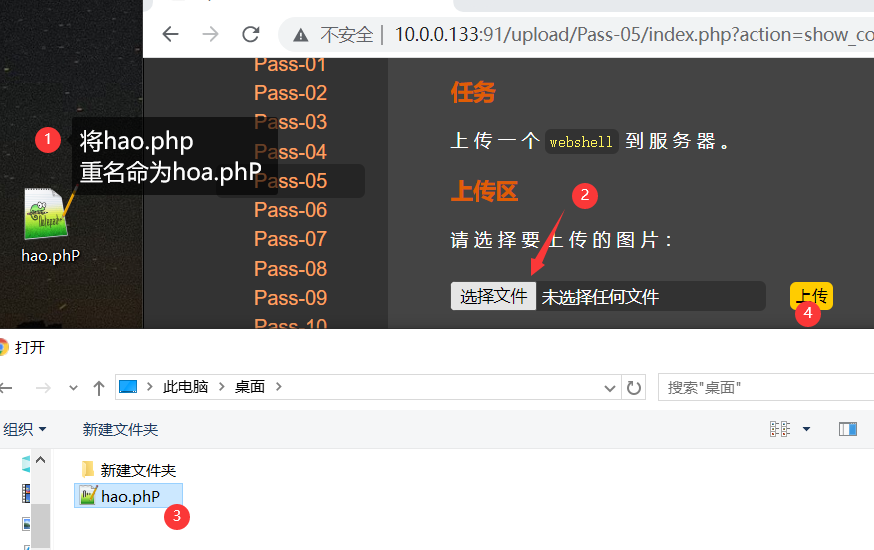 不安全
10.0.0.133:91/upload/Pass-05/index.php?action=show_co
Pass-01
Pass-02
Pass-03
Pass-04
Pass-05
Pass-06
Pass-07
Pass-08
Pass-09
Pass-10
1
将hao.php
重名命为hoa.phP
hao.phP
任务
上传一个 webshell 到服务器。
上传区
2
请选择要上传的图片：
选择文件 未选择任何文件
上传
4
打开
此电脑 > 桌面 >
搜索"桌面"
组织
新建文件夹
新建文件夹
hao.phP
3